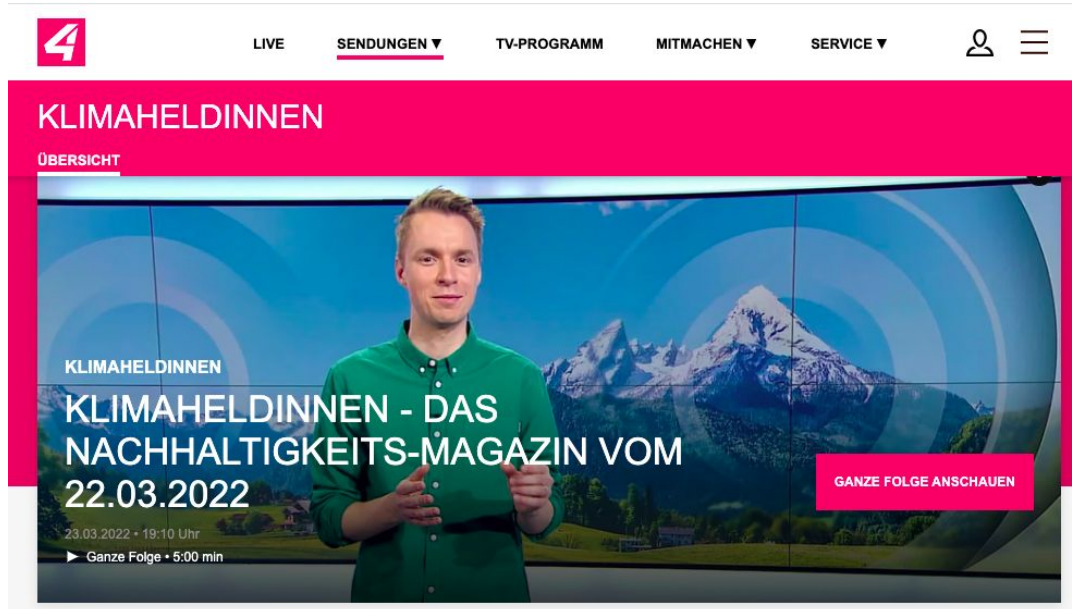 4
LIVE SENDUNGEN ▼ TV-PROGRAMM MITMACHEN ▼ SERVICE ▼
KLIMAHELDINNEN
ÜBERSICHT
KLIMAHELDINNEN
KLIMAHELDINNEN - DAS
NACHHALTIGKEITS-MAGAZIN VOM
22.03.2022
GANZE FOLGE ANSCHAUEN
23.03.2022 • 19:10 Uhr
► Ganze Folge • 5:00 min